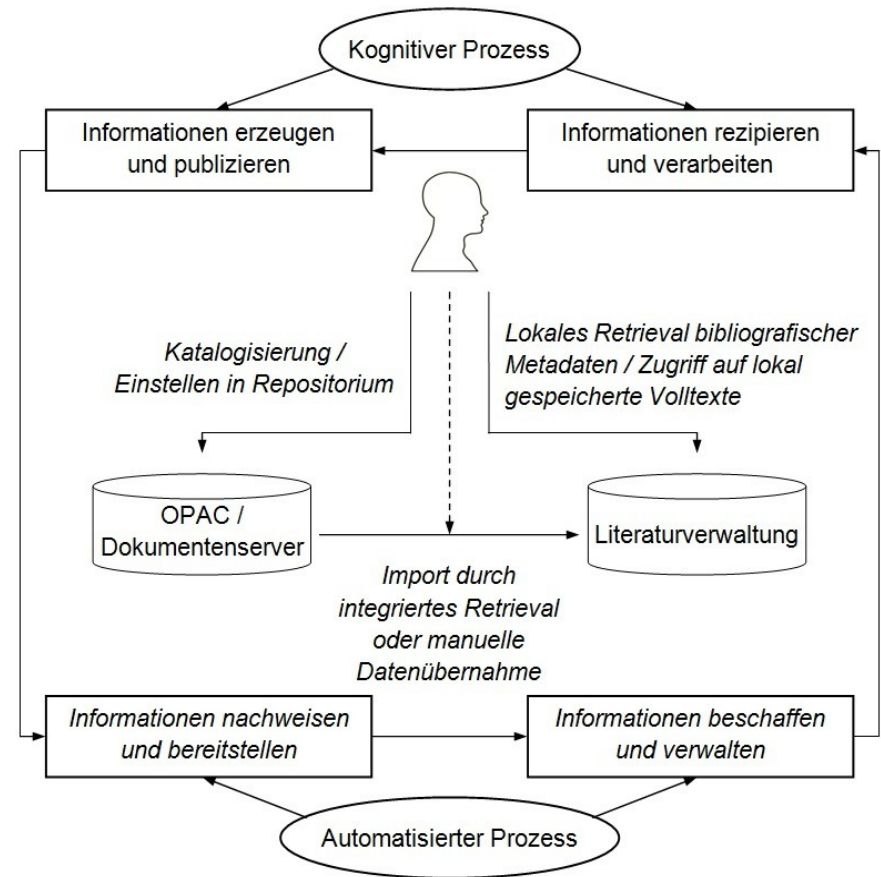 Kognitiver Prozess
Informationen erzeugen
und publizieren
Informationen rezipieren
und verarbeiten
Katalogisierung /
Einstellen in Repositorium
Lokales Retrieval bibliografischer
Metadaten / Zugriff auf lokal
gespeicherte Volltexte
OPAC /
Dokumentenserver
Literaturverwaltung
Import durch
integriertes Retrieval
oder manuelle
Datenübernahme
Informationen nachweisen
und bereitstellen
Informationen beschaffen
und verwalten
Automatisierter Prozess